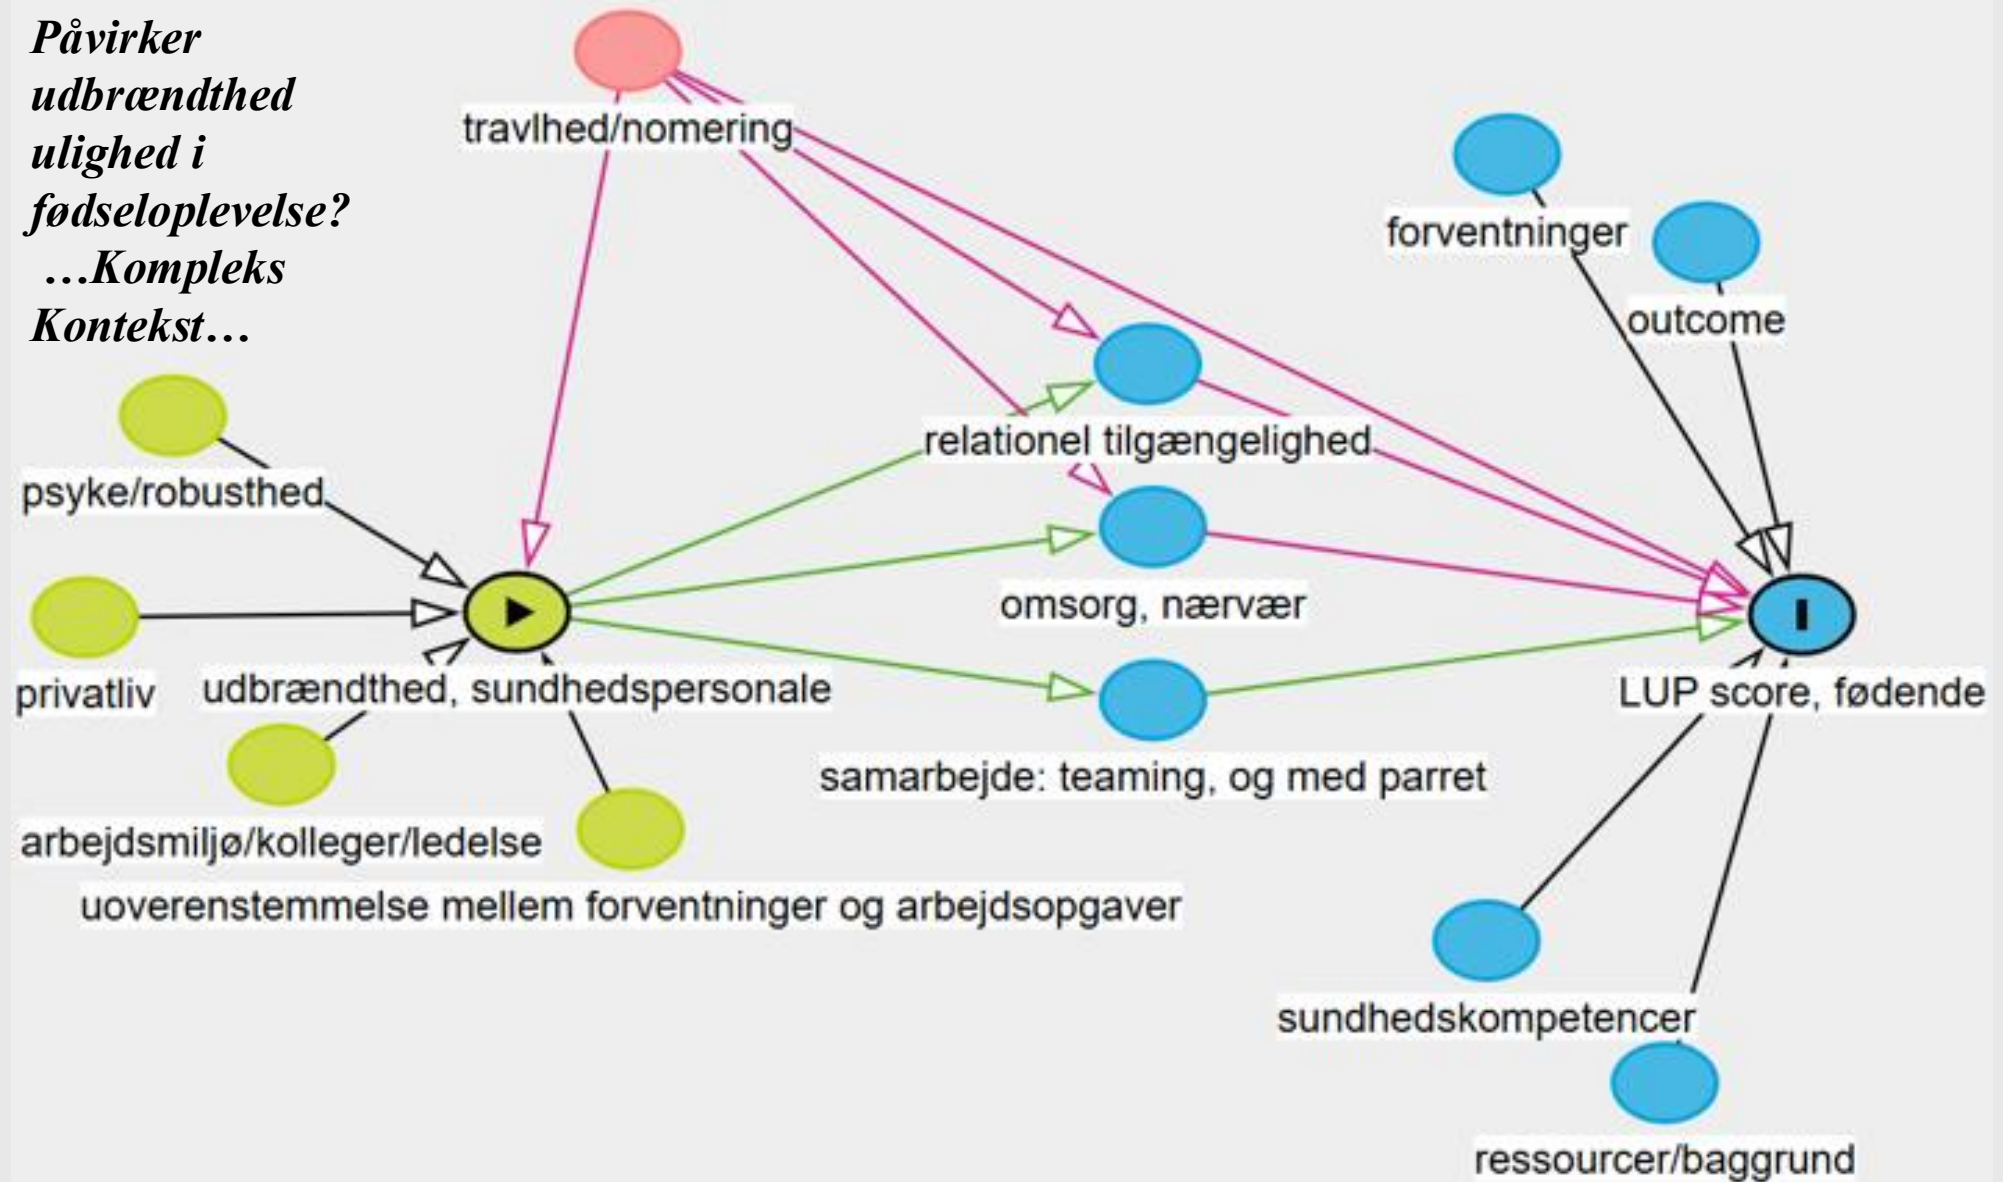 Påvirker
udbrændthed
ulighed i
fødseloplevelse?
…Kompleks
Kontekst…
travlhed/nomering
forventninger
outcome
relationel tilgængelighed
psyke/robusthed
omsorg, nærvær
privatliv
udbrændthed, sundhedspersonale
LUP score, fødende
samarbejde: teaming, og med parret
arbejdsmiljø/kolleger/ledelse
uoverenstemmelse mellem forventninger og arbejdsopgaver
sundhedskompetencer
ressourcer/baggrund